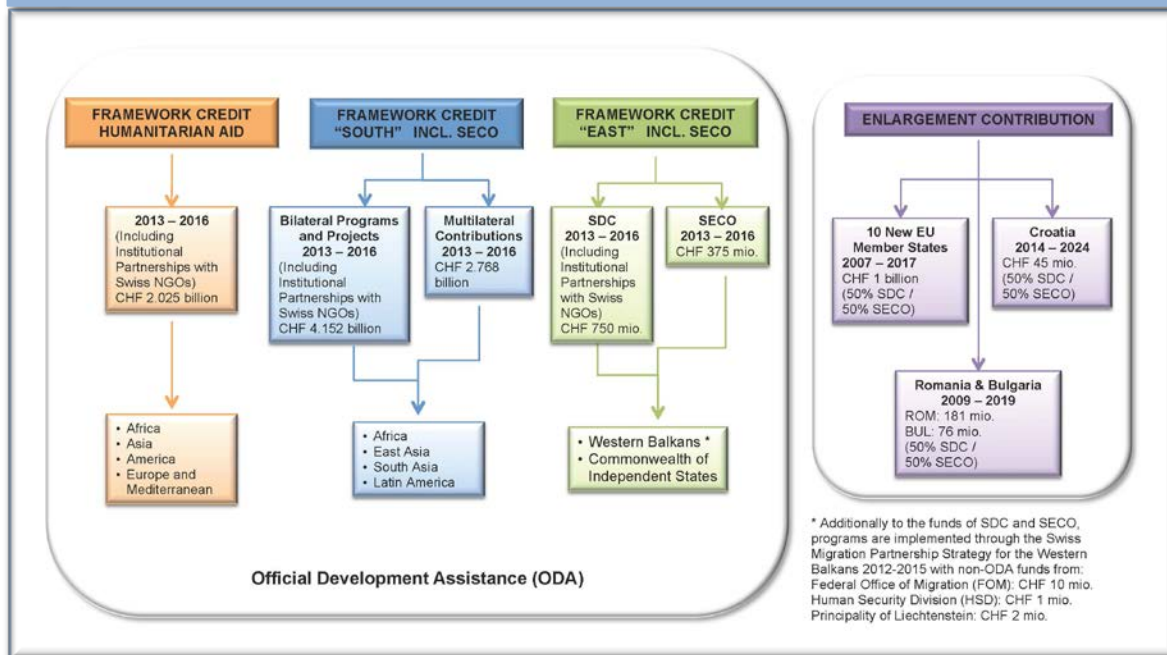 FRAMEWORK CREDIT
HUMANITARIAN AID
2013 – 2016
(Including
Institutional
Partnerships with
Swiss NGOs)
CHF 2.025 billion
• Africa
• Asia
• America
• Europe and
Mediterranean
FRAMEWORK CREDIT
“SOUTH” INCL. SECO
Bilateral Programs
and Projects
2013 – 2016
(Including
Institutional
Partnerships with
Swiss NGOs)
CHF 4.152 billion
Multilateral
Contributions
2013 – 2016
CHF 2.768
billion
• Africa
• East Asia
• South Asia
• Latin America
FRAMEWORK CREDIT
“EAST” INCL. SECO
SDC
2013 – 2016
(Including
Institutional
Partnerships
with Swiss
NGOs)
CHF 750 mio.
SECO
2013 – 2016
CHF 375 mio.
• Western Balkans *
• Commonwealth of
Independent States
Official Development Assistance (ODA)
ENLARGEMENT CONTRIBUTION
10 New EU
Member States
2007 – 2017
CHF 1 billion
(50% SDC /
50% SECO)
Croatia
2014 – 2024
CHF 45 mio.
(50% SDC /
50% SECO)
Romania & Bulgaria
2009 – 2019
ROM: 181 mio.
BUL: 76 mio.
(50% SDC /
50% SECO)
* Additionally to the funds of SDC and SECO,
programs are implemented through the Swiss
Migration Partnership Strategy for the Western
Balkans 2012-2015 with non-ODA funds from:
Federal Office of Migration (FOM): CHF 10 mio.
Human Security Division (HSD): CHF 1 mio.
Principality of Liechtenstein: CHF 2 mio.